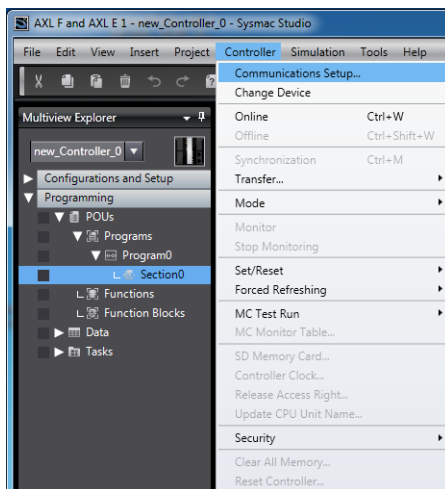 AXL F and AXL E 1 - new_Controller_0 - Sysmac Studio
File Edit View Insert Project Controller Simulation Tools Help
Multiview Explorer
new_Controller_0
Configurations and Setup
Programming
POUs
Programs
Program0
Section0
Functions
Function Blocks
Data
Tasks
Communications Setup...
Change Device
Online Ctrl+W
Offline Ctrl+Shift+W
Synchronization Ctrl+M
Transfer...
Mode
Monitor
Stop Monitoring
Set/Reset
Forced Refreshing
MC Test Run
MC Monitor Table...
SD Memory Card...
Controller Clock...
Release Access Right...
Update CPU Unit Name...
Security
Clear All Memory...
Reset Controller...